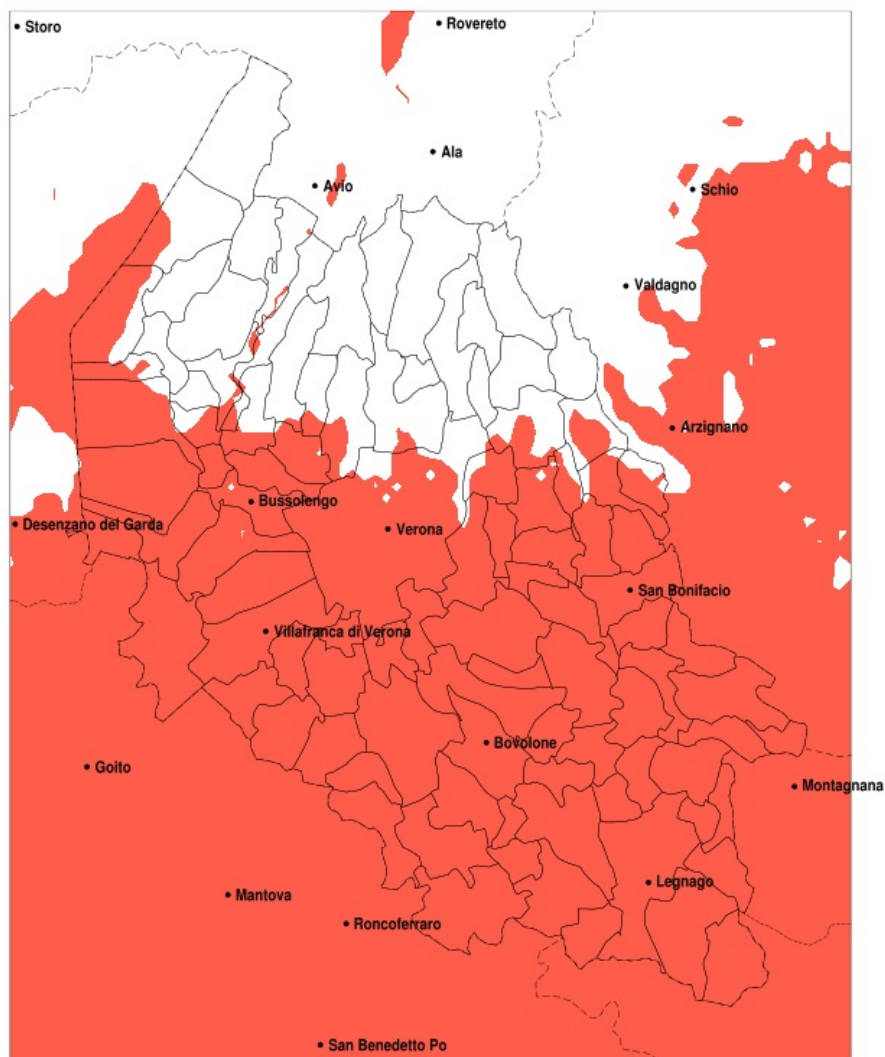 Storo
Rovereto
Ala
Avio
Schio
Valdagno
Arzignano
Bussolengo
Desenzano del Garda
Verona
San Bonifacio
Villafranca di Verona
Bovolone
Goito
Montagnana
Legnago
Mantova
Roncoferraro
San Benedetto Po